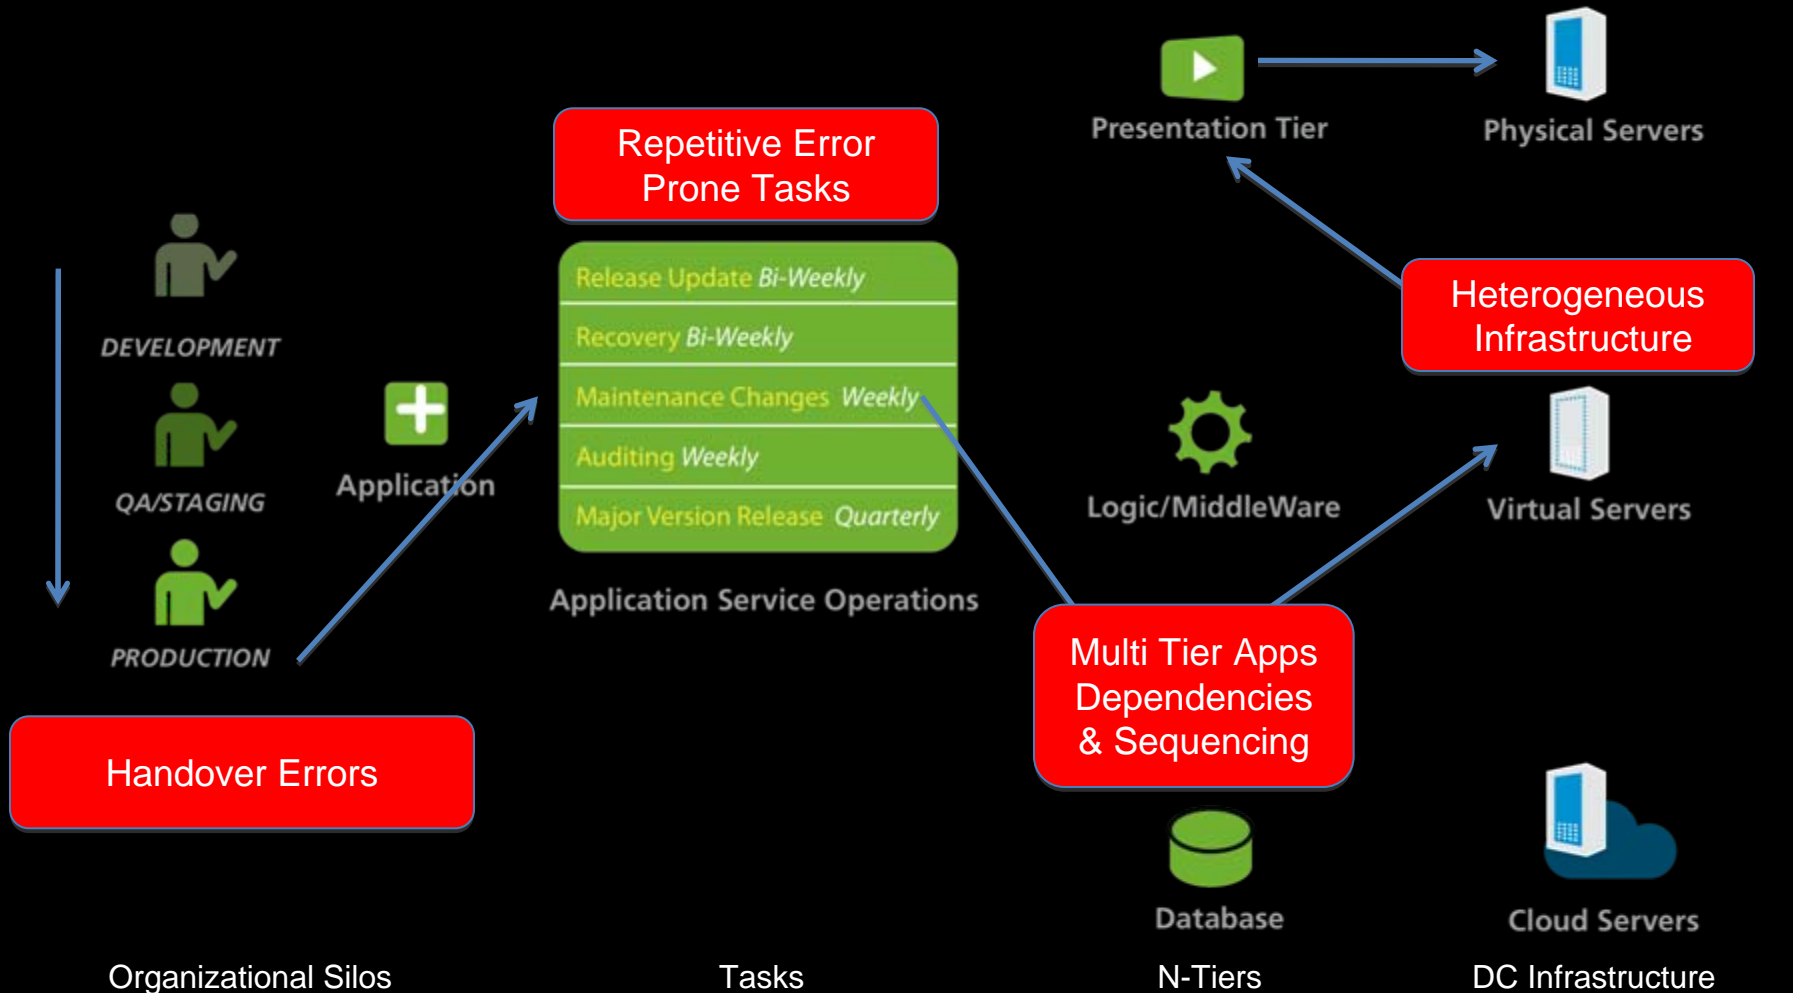 Presentation Tier
Physical Servers
Repetitive Error
Prone Tasks
DEVELOPMENT
QA/STAGING
PRODUCTION
Application
Release Update Bi-Weekly
Recovery Bi-Weekly
Maintenance Changes Weekly
Auditing Weekly
Major Version Release Quarterly
Application Service Operations
Heterogeneous
Infrastructure
Logic/MiddleWare
Virtual Servers
Multi Tier Apps
Dependencies
& Sequencing
Handover Errors
Database
Cloud Servers
Organizational Silos
Tasks
N-Tiers
DC Infrastructure